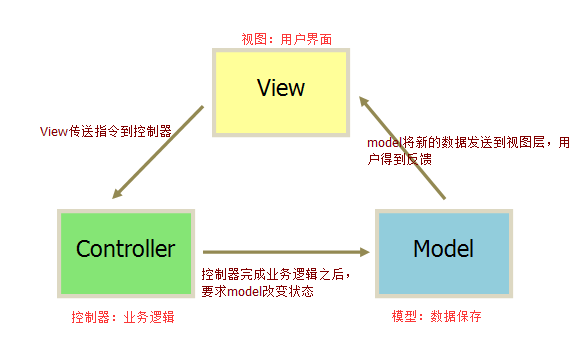 视图：用户界面
View
View传送指令到控制器
model将新的数据发送到视图层，用
户得到反馈
Controller
Model
控制器完成业务逻辑之后，
要求model改变状态
控制器：业务逻辑
模型：数据保存